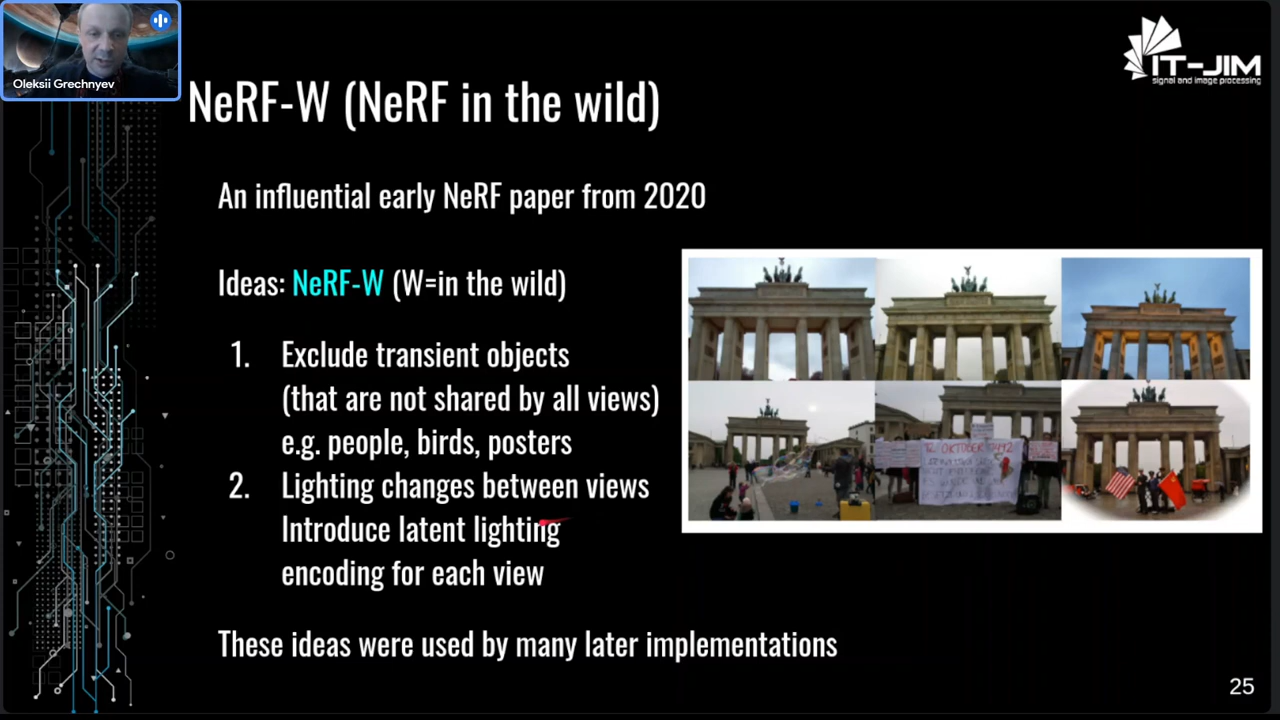 Oleksii Grechnyev
IT-JIM
signal and image processing
NeRF-W (NeRF in the wild)
An influential early NeRF paper from 2020
Ideas: NeRF-W (W=in the wild)
1. Exclude transient objects
(that are not shared by all views)
e.g. people, birds, posters
2. Lighting changes between views
Introduce latent lighting
encoding for each view
These ideas were used by many later implementations
OKTOBER
25